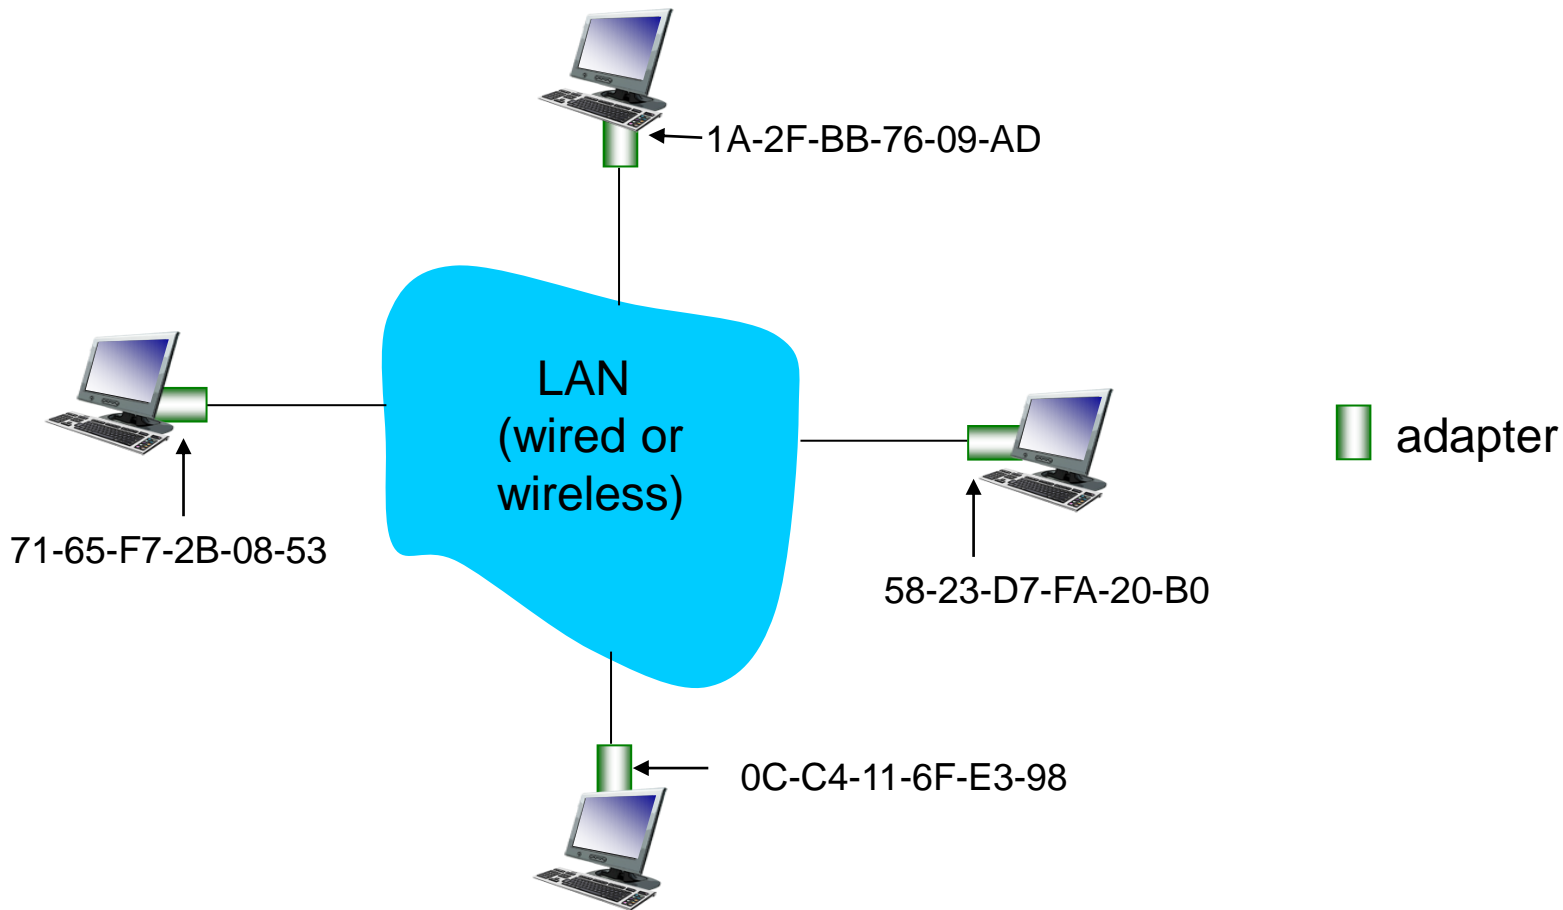 1A-2F-BB-76-09-AD
LAN
(wired or
wireless)
adapter
71-65-F7-2B-08-53
58-23-D7-FA-20-B0
0C-C4-11-6F-E3-98